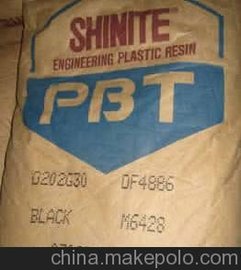 SHINITE
ENGINEERING PLASTIC RESIN
PBT
D202G30 DF4886
BLACK M6428
china.makepolo.com